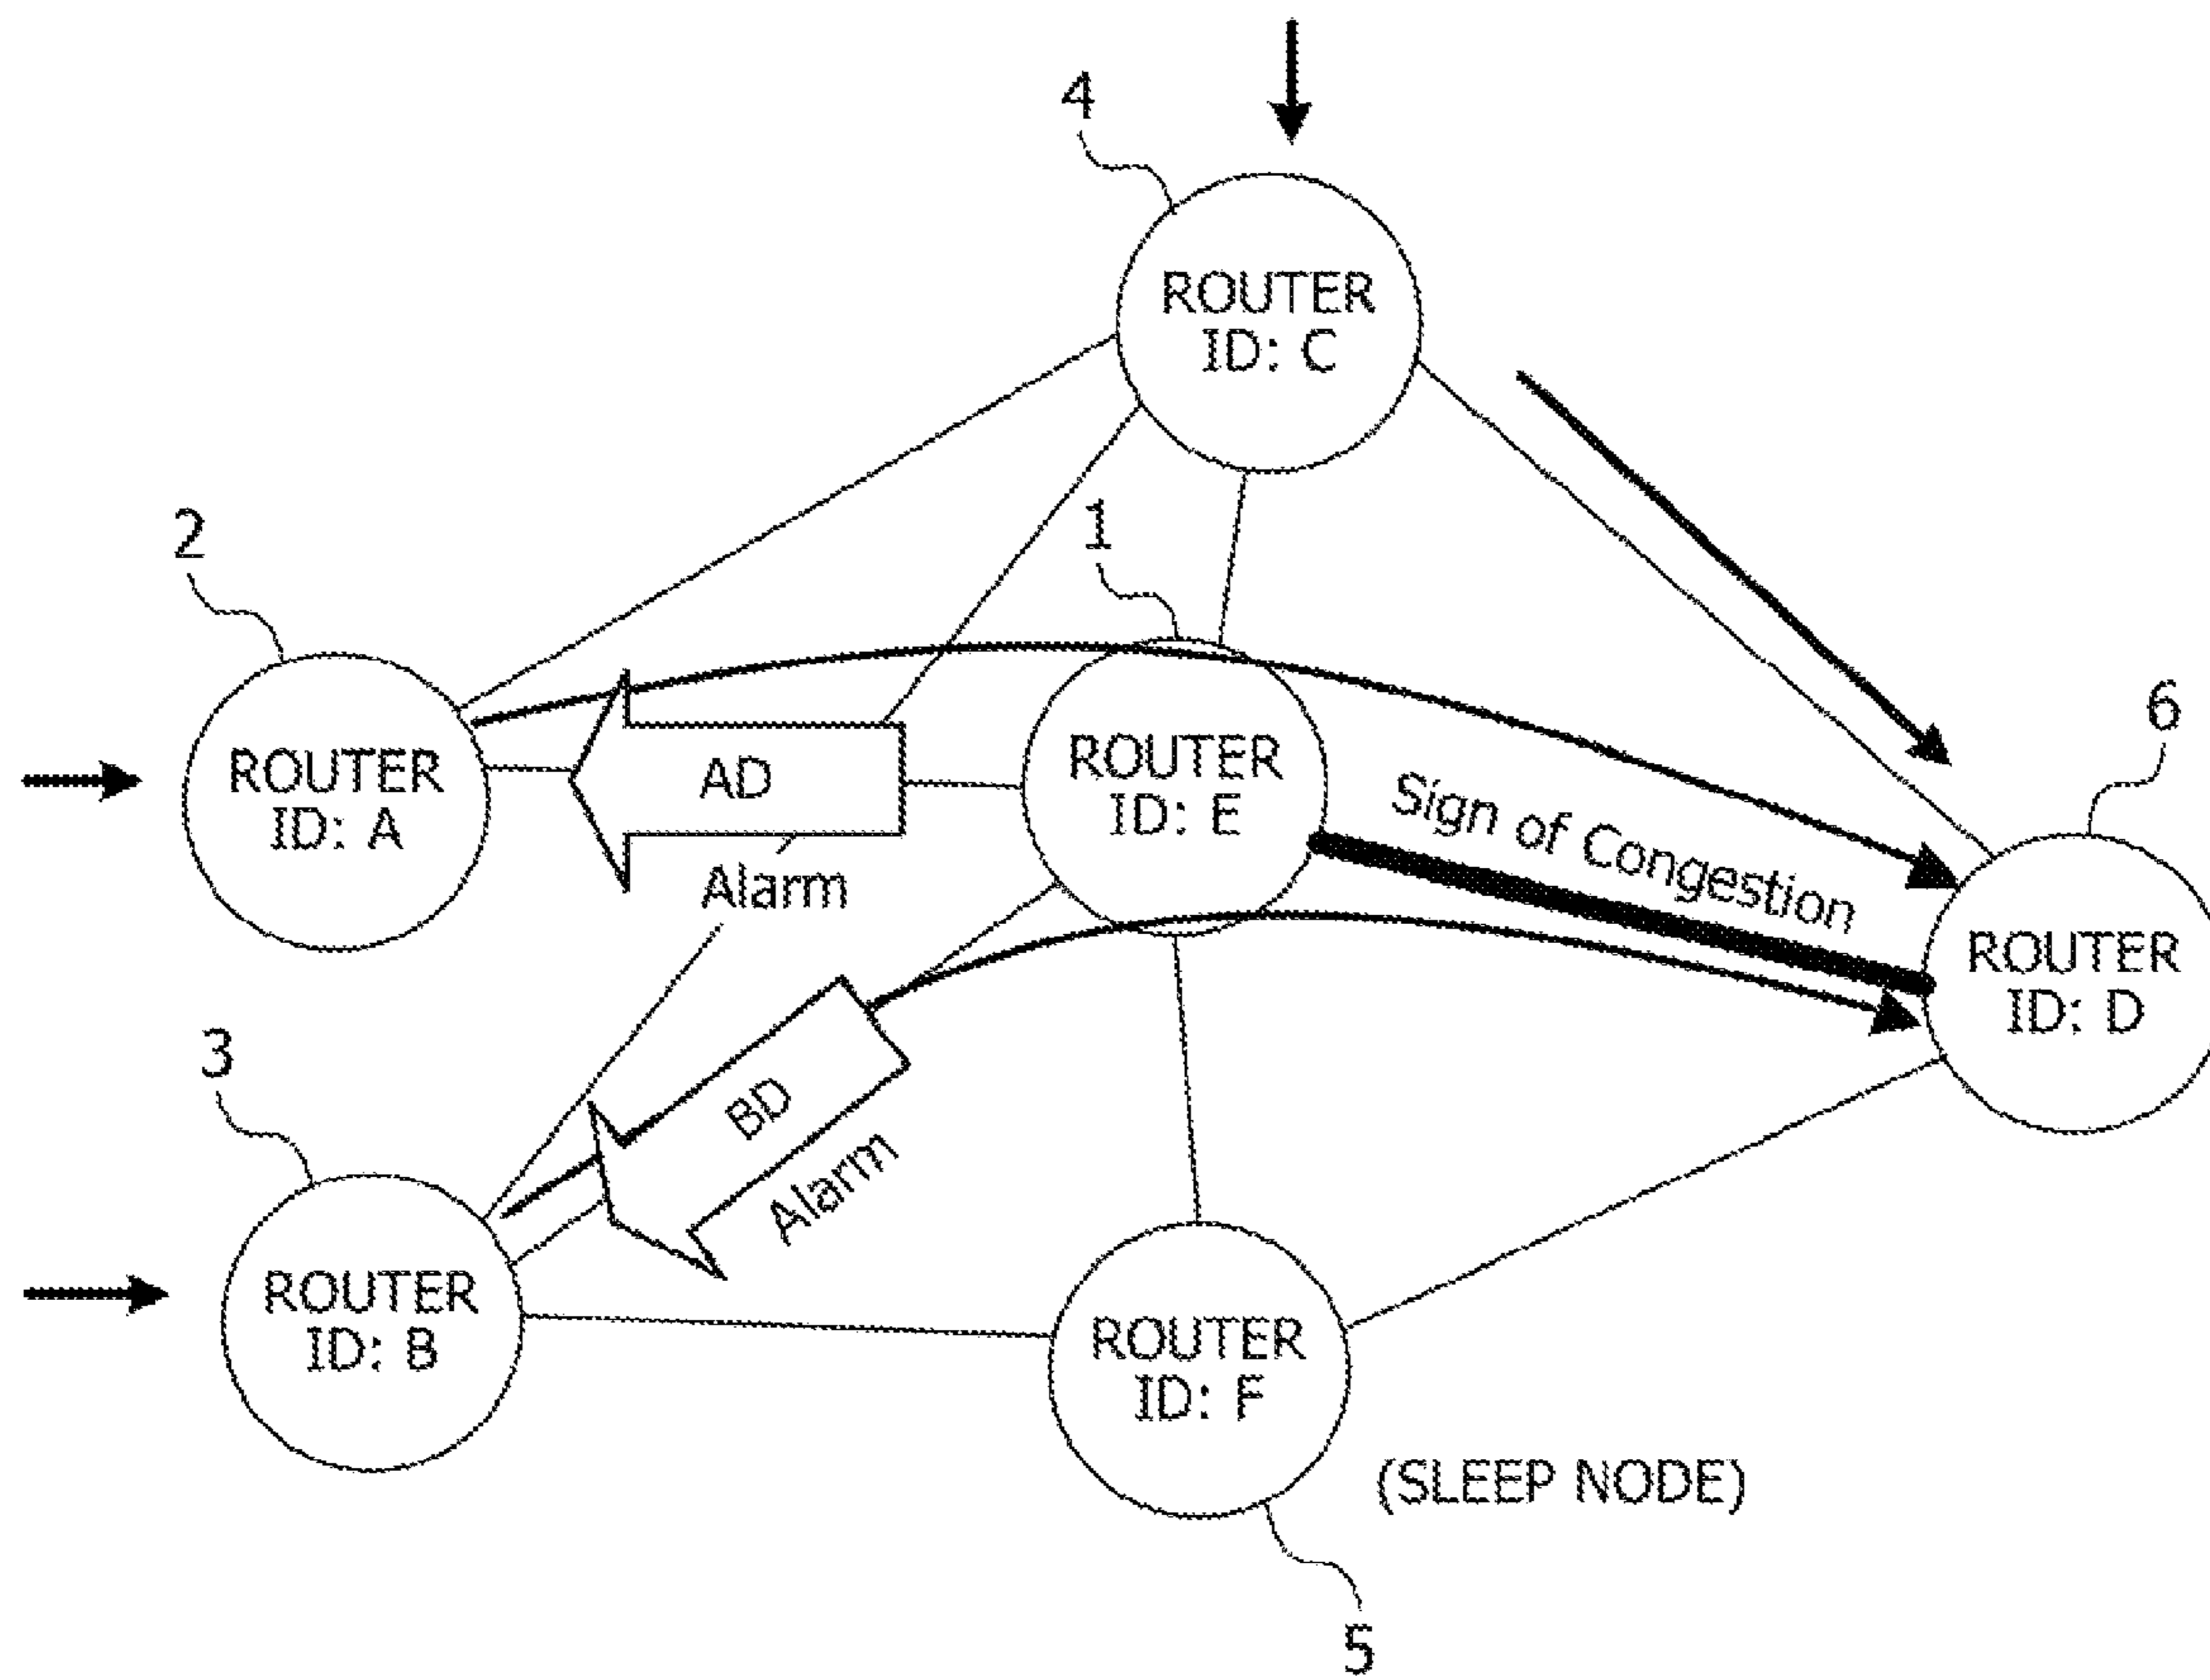 4
ROUTER
ID: C
2
1
6
ROUTER
ID: A
AD
Alarm
ROUTER
ID: E
Sign of Congestion
ROUTER
ID: D
3
BD
Alarm
ROUTER
ID: B
ROUTER
ID: F
(SLEEP NODE)
5